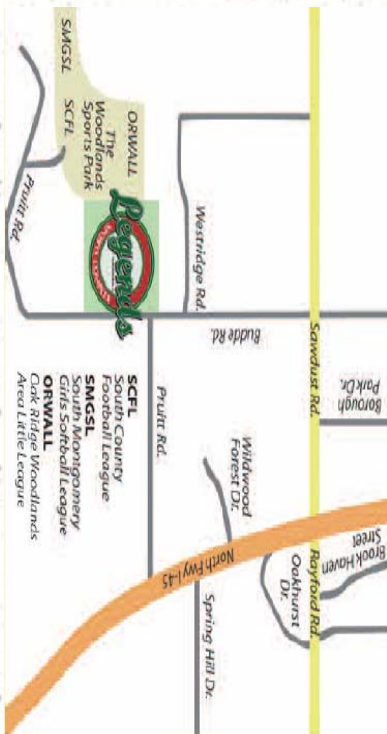 SMGSL
SCFL
ORWALL
The
Woodlands
Sports Park
Legends
Pruitt Rd.
Westridge Rd.
Budde Rd.
Sawdust Rd.
Borough
Park Dr.
Pruitt Rd.
Wildwood
Forest Dr.
North Fwy I-45
Spring Hill Dr.
Oakhurst
Dr.
Rayford Rd.
Brook Haven
Street
SCFL
South County
Football League
SMGSL
South Montgomery
Girls Softball League
ORWALL
Oak Ridge Woodlands
Area Little League